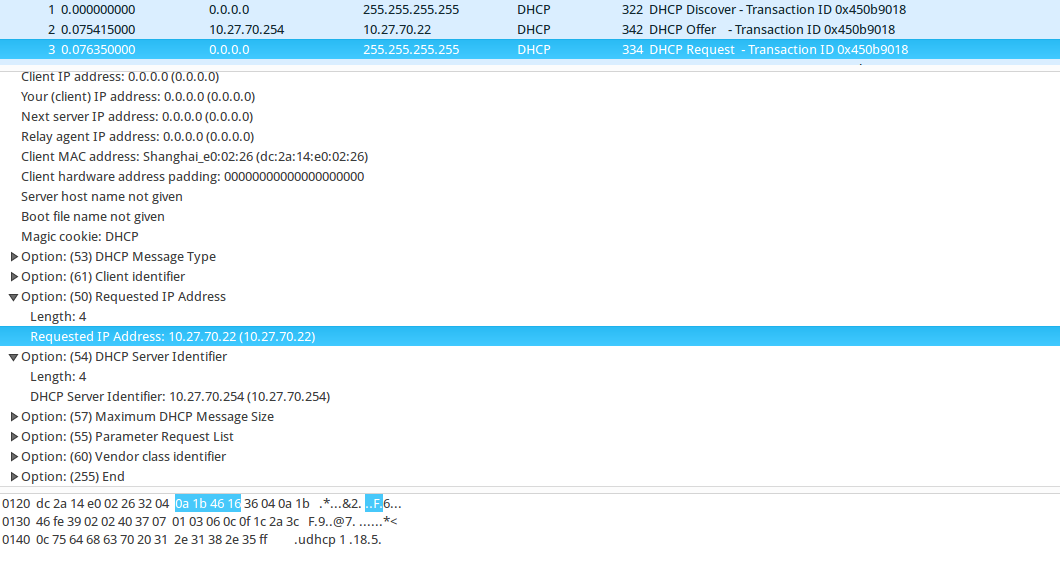 1 0.000000000 0.0.0.0 255.255.255.255 DHCP 322 DHCP Discover - Transaction ID 0x450b9018
2 0.075415000 10.27.70.254 10.27.70.22 DHCP 342 DHCP Offer - Transaction ID 0x450b9018
3 0.076350000 0.0.0.0 255.255.255.255 DHCP 334 DHCP Request - Transaction ID 0x450b9018
Client IP address: 0.0.0.0 (0.0.0.0)
Your (client) IP address: 0.0.0.0 (0.0.0.0)
Next server IP address: 0.0.0.0 (0.0.0.0)
Relay agent IP address: 0.0.0.0 (0.0.0.0)
Client MAC address: Shanghai_e0:02:26 (dc:2a:14:e0:02:26)
Client hardware address padding: 00000000000000000000
Server host name not given
Boot file name not given
Magic cookie: DHCP
Option: (53) DHCP Message Type
Option: (61) Client identifier
Option: (50) Requested IP Address
Length: 4
Requested IP Address: 10.27.70.22 (10.27.70.22)
Option: (54) DHCP Server Identifier
Length: 4
DHCP Server Identifier: 10.27.70.254 (10.27.70.254)
Option: (57) Maximum DHCP Message Size
Option: (55) Parameter Request List
Option: (60) Vendor class identifier
Option: (255) End
0120 dc 2a 14 e0 02 26 32 04 0a 1b 46 16 36 04 0a 1b .*...&2. ..F.6...
0130 46 fe 39 02 02 40 37 07 01 03 06 0c 0f 1c 2a 3c F.9..@7. ......*<
0140 0c 75 64 68 63 70 20 31 2e 31 38 2e 35 ff .udhcp 1 .18.5.